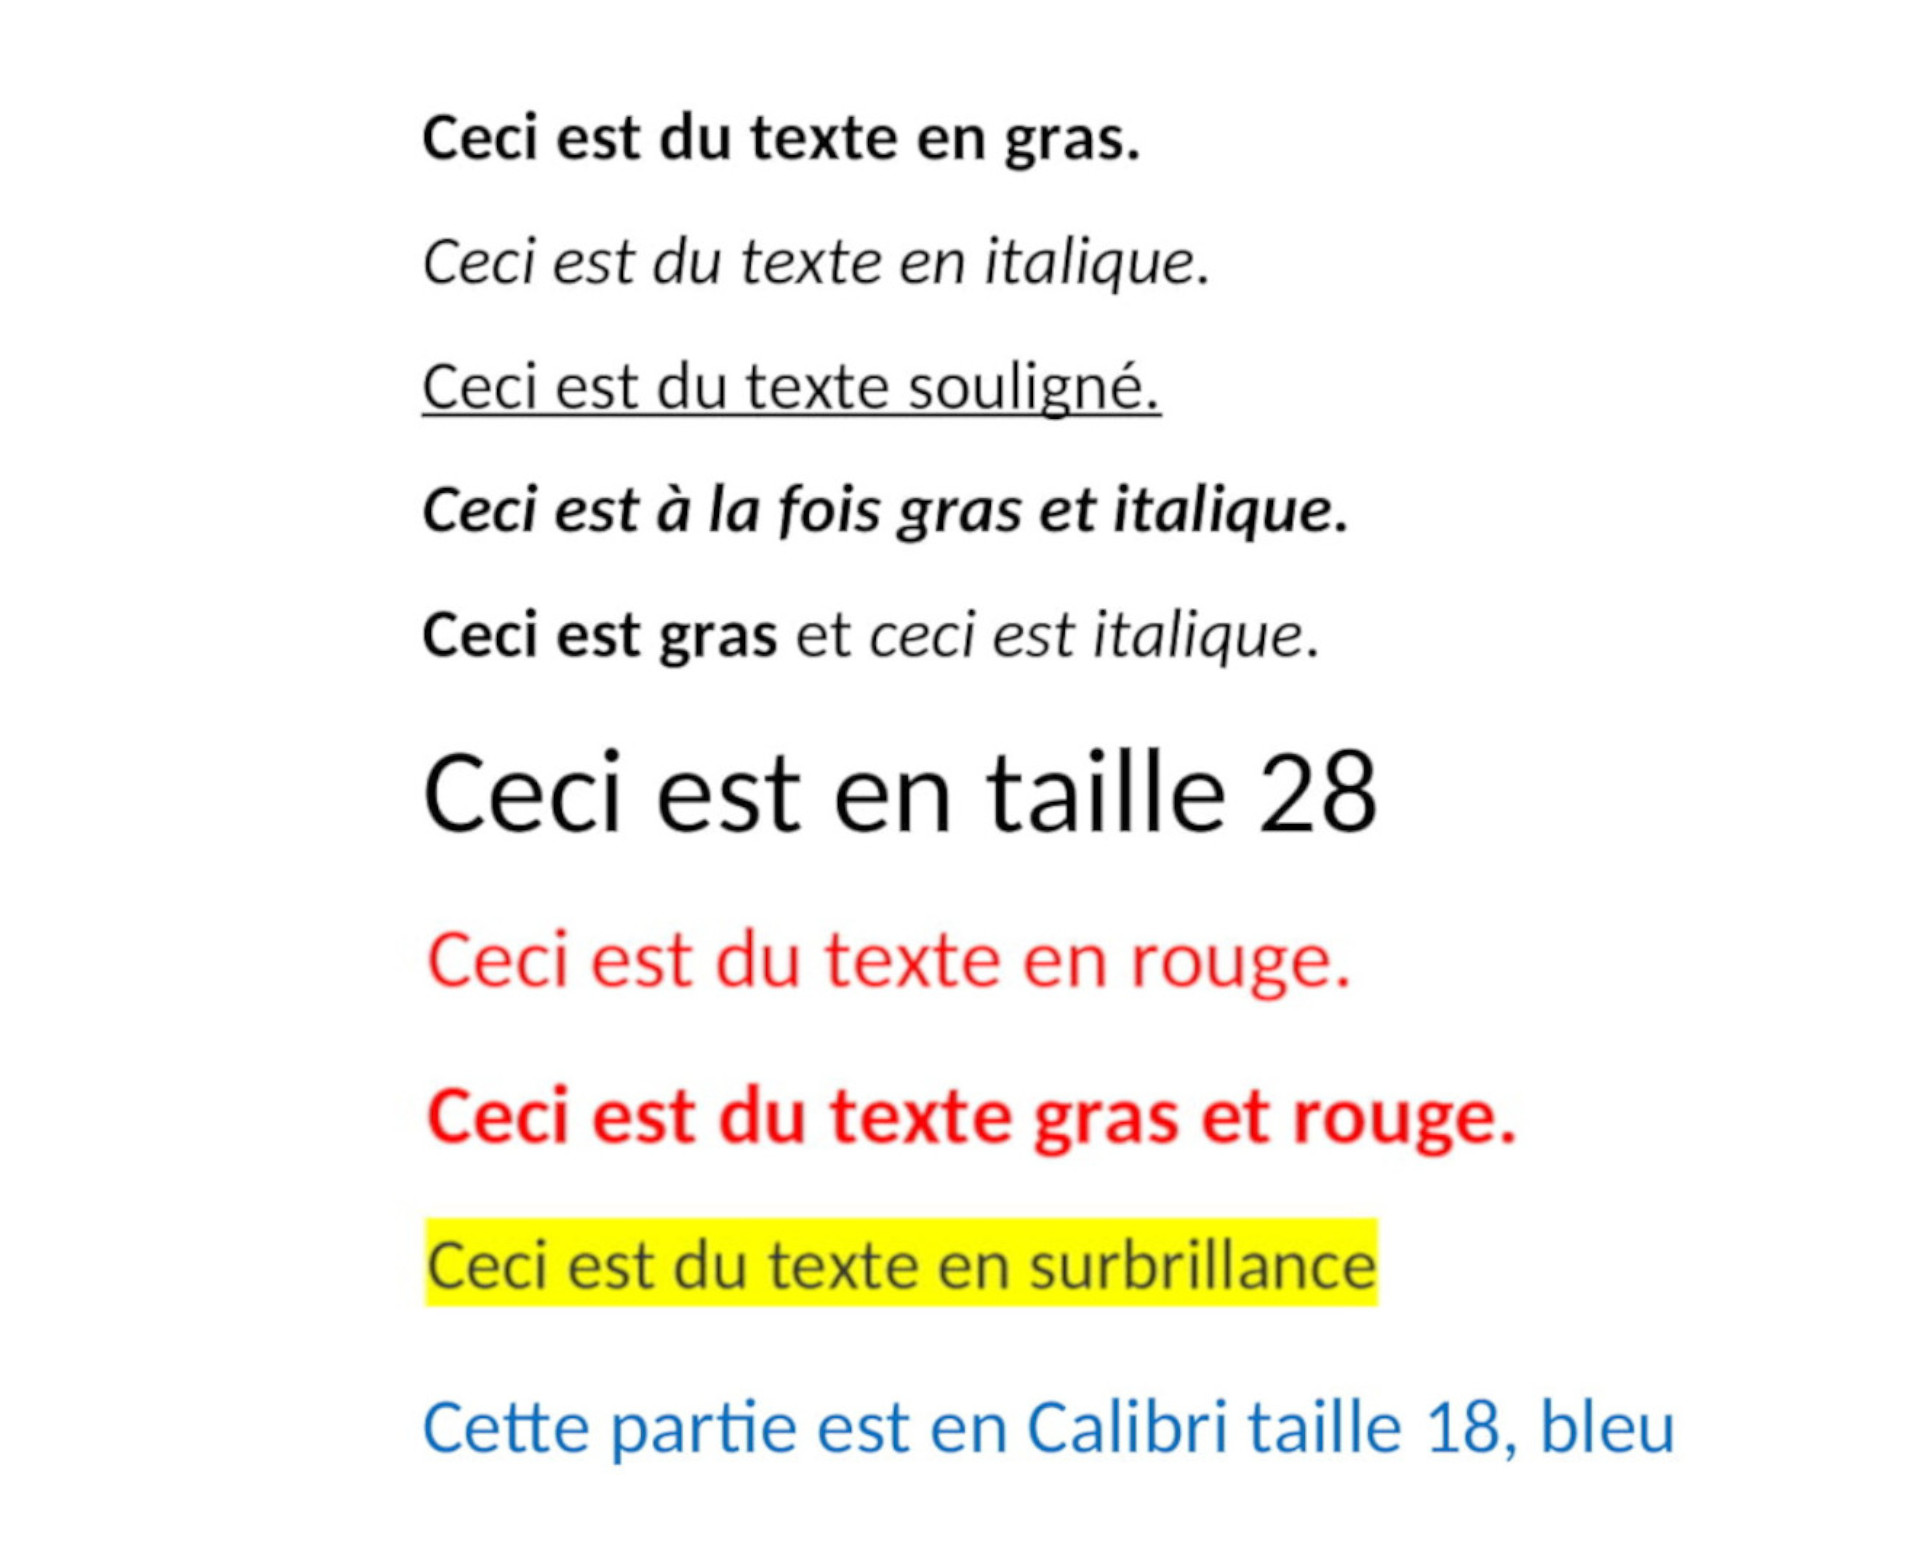 Ceci est du texte en gras.
Ceci est du texte en italique.
Ceci est du texte souligné.
Ceci est à la fois gras et italique.
Ceci est gras et ceci est italique.
Ceci est en taille 28
Ceci est du texte en rouge.
Ceci est du texte gras et rouge.
Ceci est du texte en surbrillance
Cette partie est en Calibri taille 18, bleu